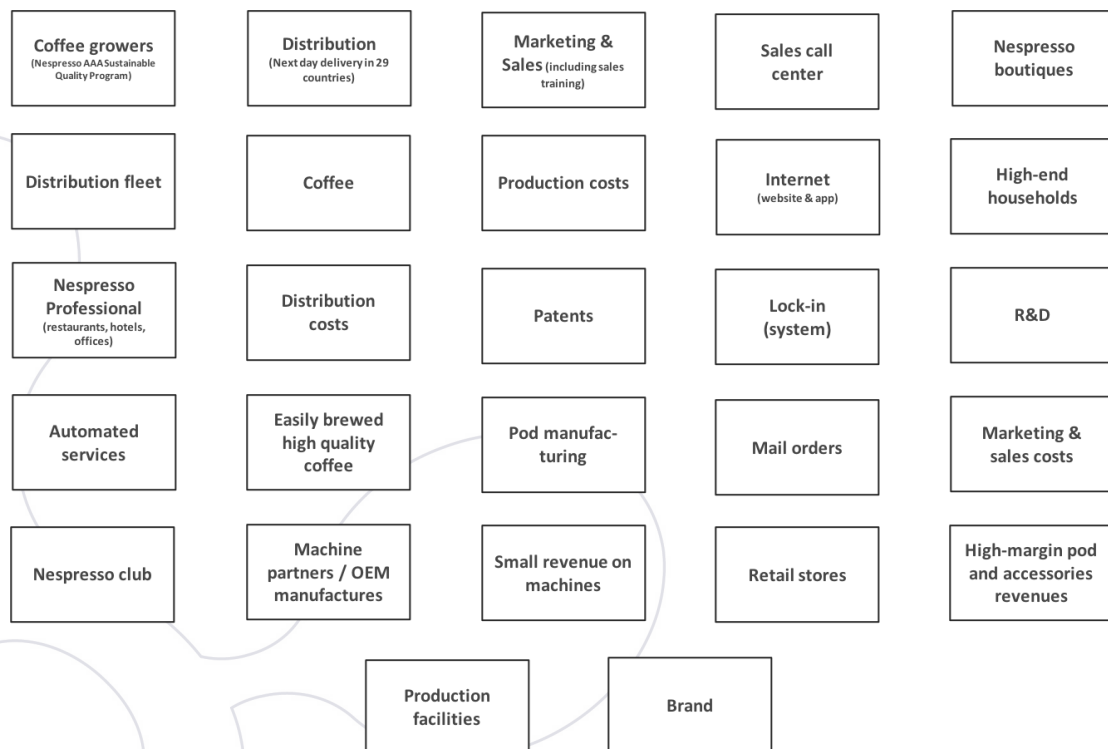 Coffee growers
(Nespresso AAA Sustainable
Quality Program)
Distribution
(Next day delivery in 29
countries)
Marketing &
Sales (including sales
training)
Sales call
center
Nespresso
boutiques
Distribution fleet
Coffee
Production costs
Internet
(website & app)
High-end
households
Nespresso
Professional
(restaurants, hotels,
offices)
Distribution
costs
Patents
Lock-in
(system)
R&D
Automated
services
Easily brewed
high quality
coffee
Pod manufac-
turing
Mail orders
Marketing &
sales costs
Nespresso club
Machine
partners / OEM
manufactures
Small revenue on
machines
Retail stores
High-margin pod
and accessories
revenues
Production
facilities
Brand